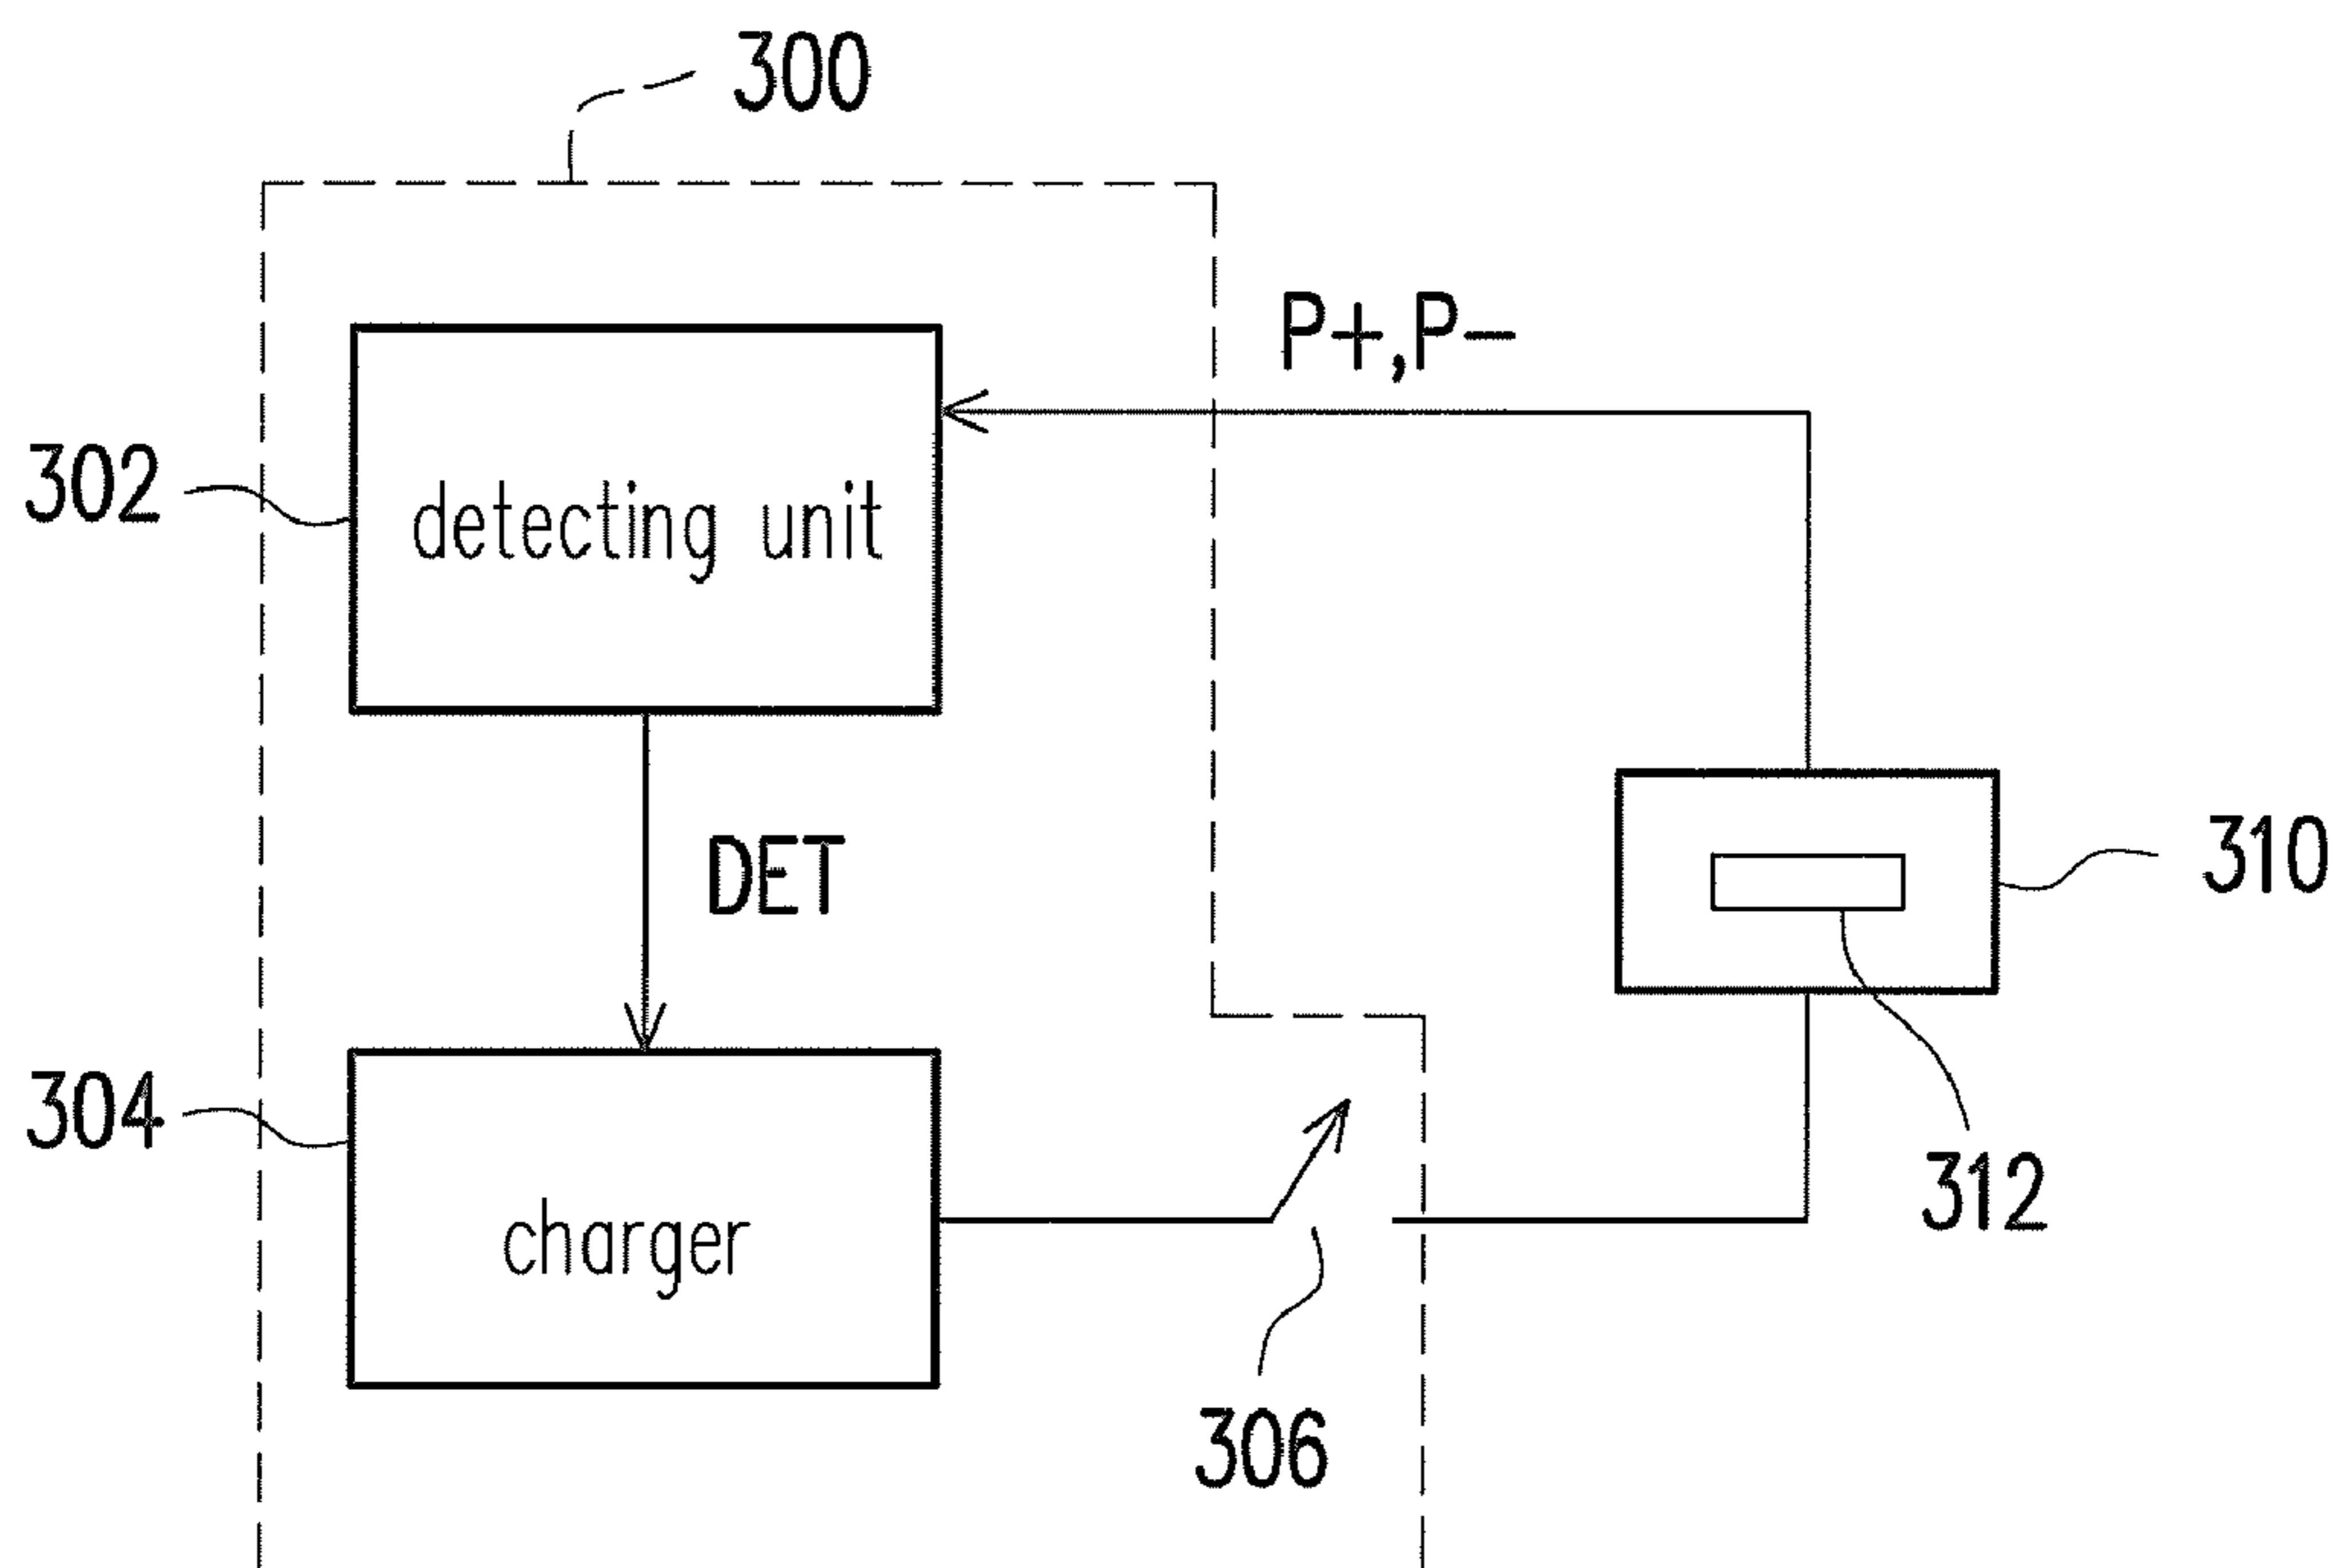 300
P+,P-
302
detecting unit
DET
310
304
312
charger
306